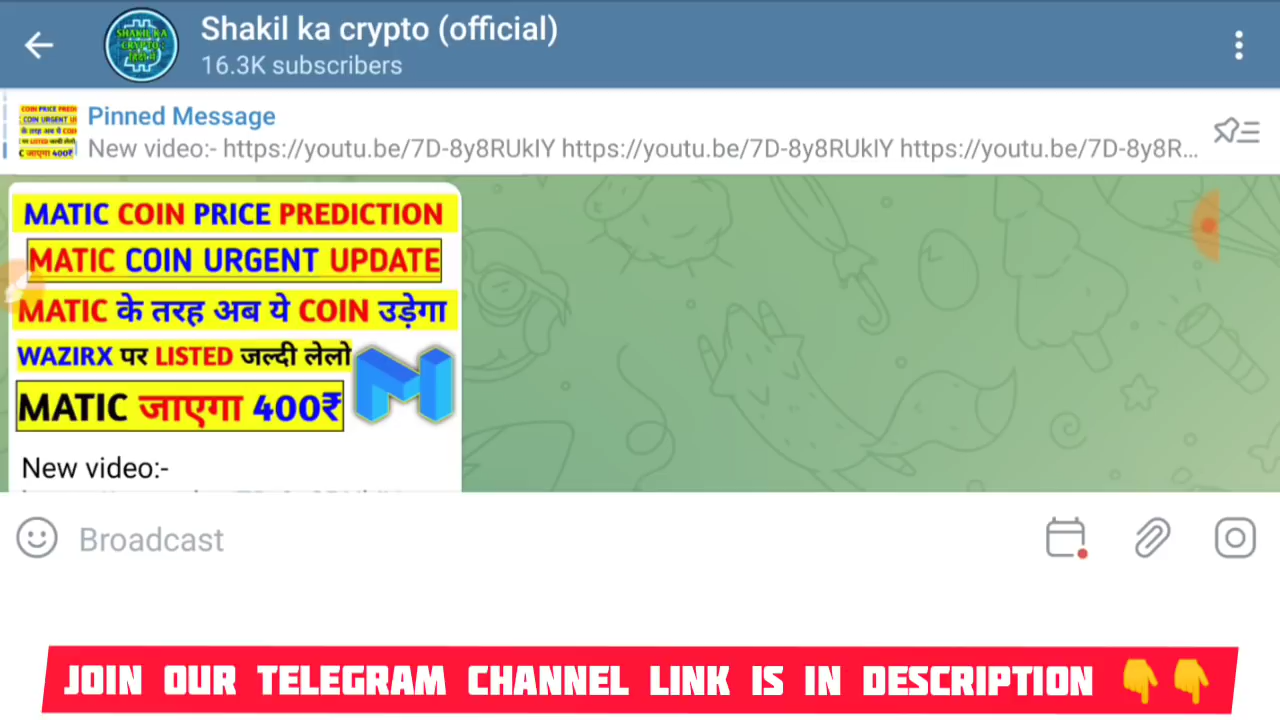 Shakil ka crypto (official)
16.3K subscribers
Pinned Message
New video:- https://youtu.be/7D-8y8RUkIY https://youtu.be/7D-8y8RUkIY https://youtu.be/7D-8y8R...
MATIC COIN PRICE PREDICTION
MATIC COIN URGENT UPDATE
MATIC के तरह अब ये COIN उड़ेगा
WAZIRX पर LISTED जल्दी लेलो
MATIC जाएगा 400₹
New video:-
Broadcast
JOIN OUR TELEGRAM CHANNEL LINK IS IN DESCRIPTION 👇👇